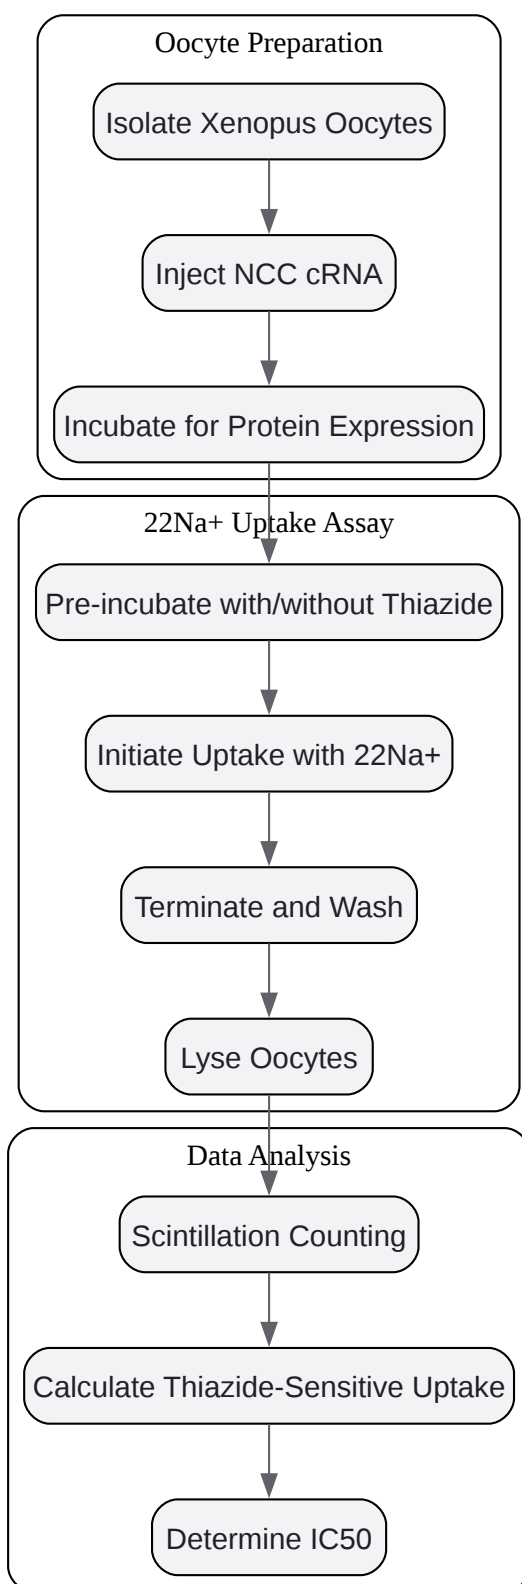 Oocyte Preparation
Isolate Xenopus Oocytes
Inject NCC cRNA
Incubate for Protein Expression
22Na+ Uptake Assay
Pre-incubate with/without Thiazide
Initiate Uptake with 22Na+
Terminate and Wash
Lyse Oocytes
Data Analysis
Scintillation Counting
Calculate Thiazide-Sensitive Uptake
Determine IC50